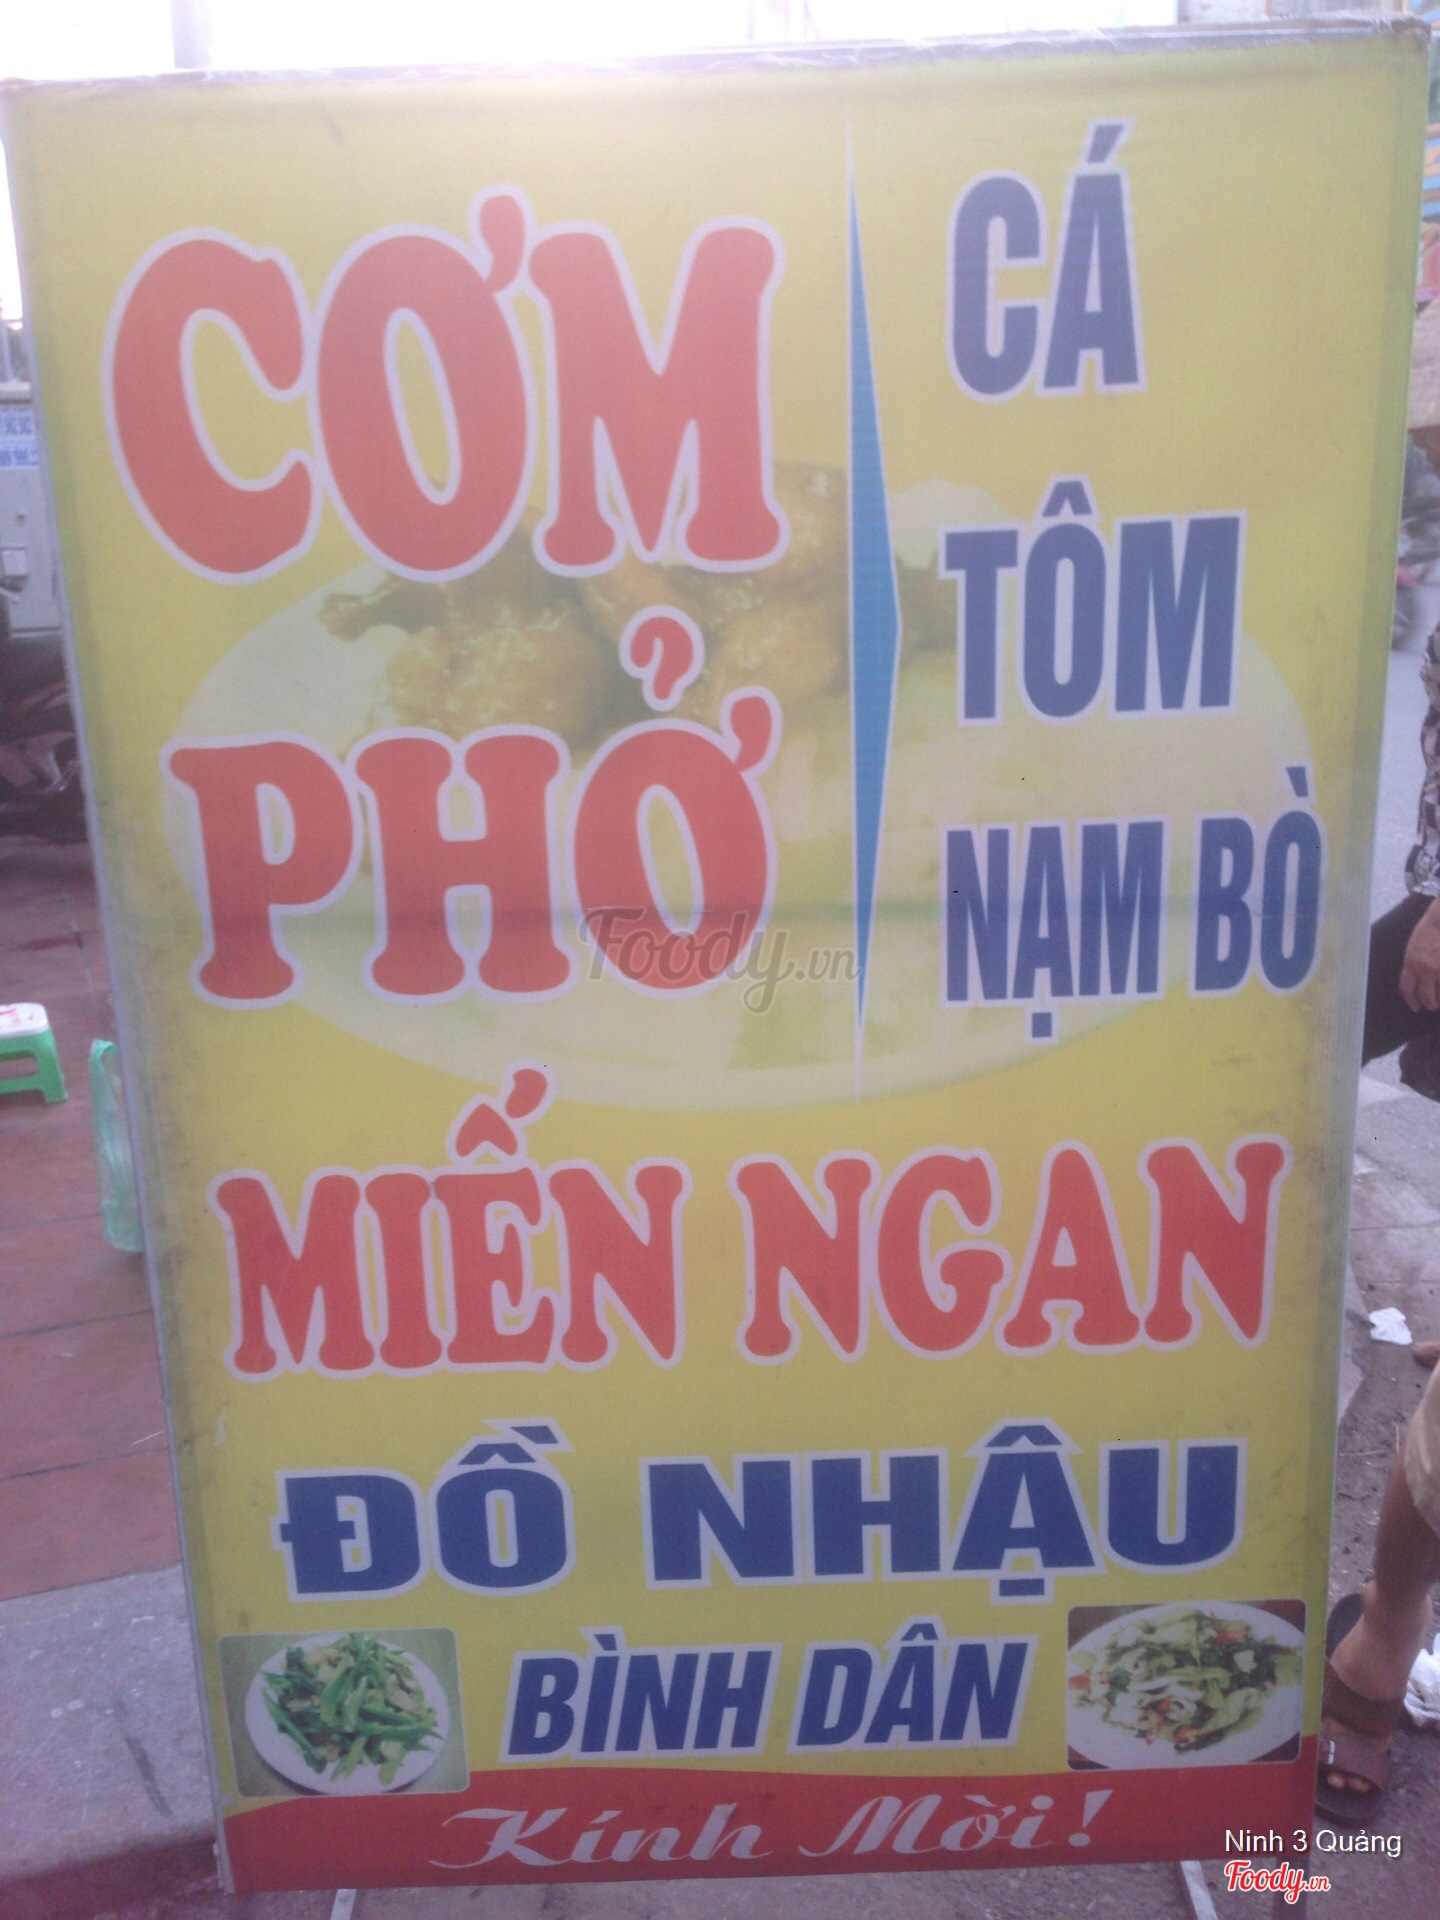 CƠM
PHỞ
CÁ
TÔM
NẠM BÒ
MIẾN NGAN
ĐỒ NHẬU
BÌNH DÂN
Kính Mời!
Foody.vn
Ninh 3 Quảng
Foody.vn